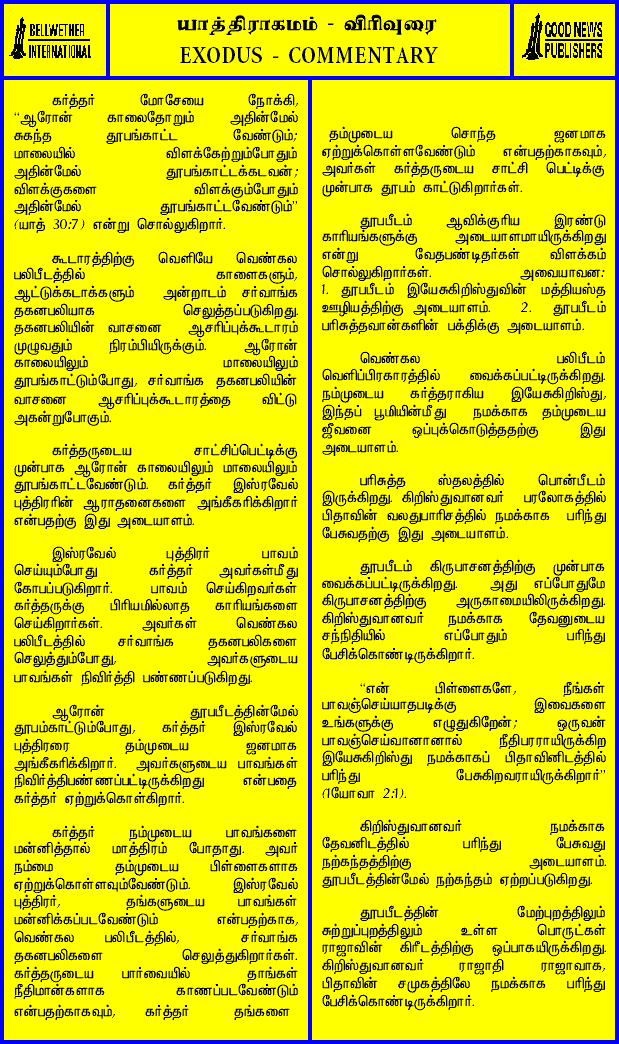 BELLWETHER
INTERNATIONAL
யாத்திராகமம் - விரிவுரை
EXODUS - COMMENTARY
GOOD NEWS
PUBLISHERS
கர்த்தர் மோசேயை நோக்கி,
“ஆரோன் காலைதோறும் அதின்மேல்
சுகந்த தூபங்காட்ட வேண்டும்;
மாலையில் விளக்கேற்றும்போதும்
அதின்மேல் தூபங்காட்டக்கடவன்;
விளக்குகளை விளக்கும்போதும்
அதின்மேல் தூபங்காட்டவேண்டும்”
(யாத் 30:7) என்று சொல்லுகிறார்.
கூடாரத்திற்கு வெளியே வெண்கல
பலிபீடத்தில் காளைகளும்,
ஆட்டுக்கடாக்களும் அன்றாடம் சர்வாங்க
தகனபலியாக செலுத்தப்படுகிறது.
தகனபலியின் வாசனை ஆசரிப்புக்கூடாரம்
முழுவதும் நிரம்பியிருக்கும். ஆரோன்
காலையிலும் மாலையிலும்
தூபங்காட்டும்போது, சர்வாங்க தகனபலியின்
வாசனை ஆசரிப்புக்கூடாரத்தை விட்டு
அகன்றுபோகும்.
கர்த்தருடைய சாட்சிப்பெட்டிக்கு
முன்பாக ஆரோன் காலையிலும் மாலையிலும்
தூபங்காட்டவேண்டும். கர்த்தர் இஸ்ரவேல்
புத்திரரின் ஆராதனைகளை அங்கீகரிக்கிறார்
என்பதற்கு இது அடையாளம்.
இஸ்ரவேல் புத்திரர் பாவம்
செய்யும்போது கர்த்தர் அவர்கள்மீது
கோபப்படுகிறார். பாவம் செய்கிறவர்கள்
கர்த்தருக்கு பிரியமில்லாத காரியங்களை
செய்கிறார்கள். அவர்கள் வெண்கல
பலிபீடத்தில் சர்வாங்க தகனபலிகளை
செலுத்தும்போது, அவர்களுடைய
பாவங்கள் நிவிர்த்தி பண்ணப்படுகிறது.
ஆரோன் தூபபீடத்தின்மேல்
தூபம்காட்டும்போது, கர்த்தர் இஸ்ரவேல்
புத்திரரை தம்முடைய ஜனமாக
அங்கீகரிக்கிறார். அவர்களுடைய பாவங்கள்
நிவிர்த்திபண்ணப்பட்டிருக்கிறது என்பதை
கர்த்தர் ஏற்றுக்கொள்கிறார்.
கர்த்தர் நம்முடைய பாவங்களை
மன்னித்தால் மாத்திரம் போதாது. அவர்
நம்மை தம்முடைய பிள்ளைகளாக
ஏற்றுக்கொள்ளவும்வேண்டும். இஸ்ரவேல்
புத்திரர், தங்களுடைய பாவங்கள்
மன்னிக்கப்படவேண்டும் என்பதற்காக,
வெண்கல பலிபீடத்தில், சர்வாங்க
தகனபலிகளை செலுத்துகிறார்கள்.
கர்த்தருடைய பார்வையில் தாங்கள்
நீதிமான்களாக காணப்படவேண்டும்
என்பதற்காகவும், கர்த்தர் தங்களை
தம்முடைய சொந்த ஜனமாக
ஏற்றுக்கொள்ளவேண்டும் என்பதற்காகவும்,
அவர்கள் கர்த்தருடைய சாட்சி பெட்டிக்கு
முன்பாக தூபம் காட்டுகிறார்கள்.
தூபபீடம் ஆவிக்குரிய இரண்டு
காரியங்களுக்கு அடையாளமாயிருக்கிறது
என்று வேதபண்டிதர்கள் விளக்கம்
சொல்லுகிறார்கள். அவையாவன:
1. தூபபீடம் இயேசுகிறிஸ்துவின் மத்தியஸ்த
ஊழியத்திற்கு அடையாளம். 2. தூபபீடம்
பரிசுத்தவான்களின் பக்திக்கு அடையாளம்.
வெண்கல பலிபீடம்
வெளிப்பிரகாரத்தில் வைக்கப்பட்டிருக்கிறது.
நம்முடைய கர்த்தராகிய இயேசுகிறிஸ்து,
இந்தப் பூமியின்மீது நமக்காக தம்முடைய
ஜீவனை ஒப்புக்கொடுத்ததற்கு இது
அடையாளம்.
பரிசுத்த ஸ்தலத்தில் பொன்பீடம்
இருக்கிறது. கிறிஸ்துவானவர் பரலோகத்தில்
பிதாவின் வலதுபாரிசத்தில் நமக்காக பரிந்து
பேசுவதற்கு இது அடையாளம்.
தூபபீடம் கிருபாசனத்திற்கு முன்பாக
வைக்கப்பட்டிருக்கிறது. அது எப்போதுமே
கிருபாசனத்திற்கு அருகாமையிலிருக்கிறது.
கிறிஸ்துவானவர் நமக்காக தேவனுடைய
சந்நிதியில் எப்போதும் பரிந்து
பேசிக்கொண்டிருக்கிறார்.
“என் பிள்ளைகளே, நீங்கள்
பாவஞ்செய்யாதபடிக்கு இவைகளை
உங்களுக்கு எழுதுகிறேன்; ஒருவன்
பாவஞ்செய்வானானால் நீதிபரராயிருக்கிற
இயேசுகிறிஸ்து நமக்காகப் பிதாவினிடத்தில்
பரிந்து பேசுகிறவராயிருக்கிறார்”
(1யோவா 2:1).
கிறிஸ்துவானவர் நமக்காக
தேவனிடத்தில் பரிந்து பேசுவது
நற்கந்தத்திற்கு அடையாளம்.
தூபபீடத்தின்மேல் நற்கந்தம் ஏற்றப்படுகிறது.
தூபபீடத்தின் மேற்புறத்திலும்
சுற்றுப்புறத்திலும் உள்ள பொருட்கள்
ராஜாவின் கிரீடத்திற்கு ஒப்பாகயிருக்கிறது.
கிறிஸ்துவானவர் ராஜாதி ராஜாவாக,
பிதாவின் சமுகத்திலே நமக்காக பரிந்து
பேசிக்கொண்டிருக்கிறார்.